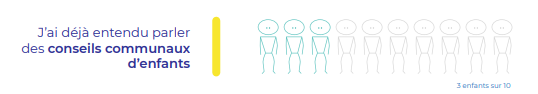 J'ai déjà entendu parler
des conseils communaux
d'enfants
3 enfants sur 10